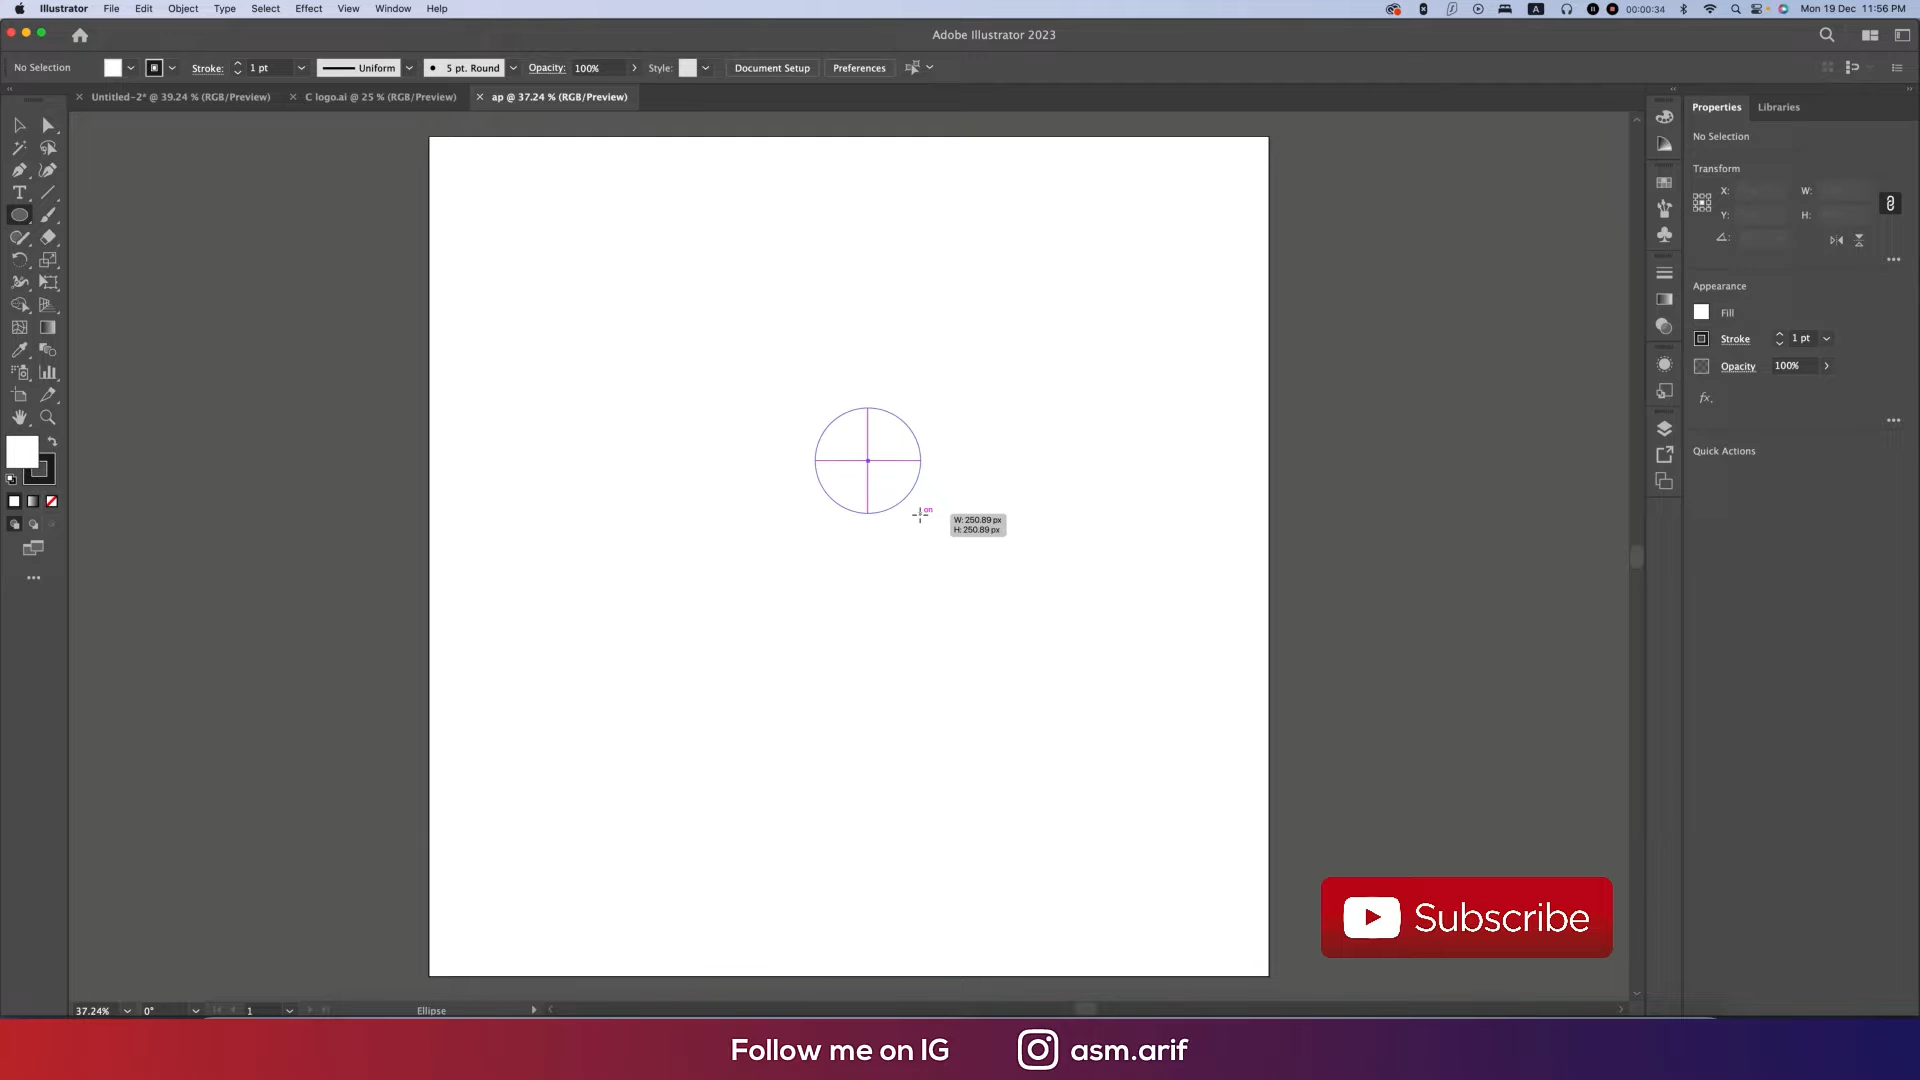 Illustrator File Edit Object Type Select Effect View Window Help
A 00:00:34 Mon 19 Dec 11:56 PM
Adobe Illustrator 2023
No Selection Stroke: 1 pt Uniform 5 pt. Round Opacity: 100% Style: Document Setup Preferences
Untitled-2* @ 39.24 % (RGB/Preview) C logo.ai @ 25 % (RGB/Preview) ap @ 37.24 % (RGB/Preview)
Properties Libraries
No Selection
Transform
X: W:
Y: H:
Appearance
Fill
Stroke 1 pt
Opacity 100%
fx.
Quick Actions
on
W: 250.89 px
H: 250.89 px
Subscribe
37.24% 0° 1 Ellipse
Follow me on IG asm.arif